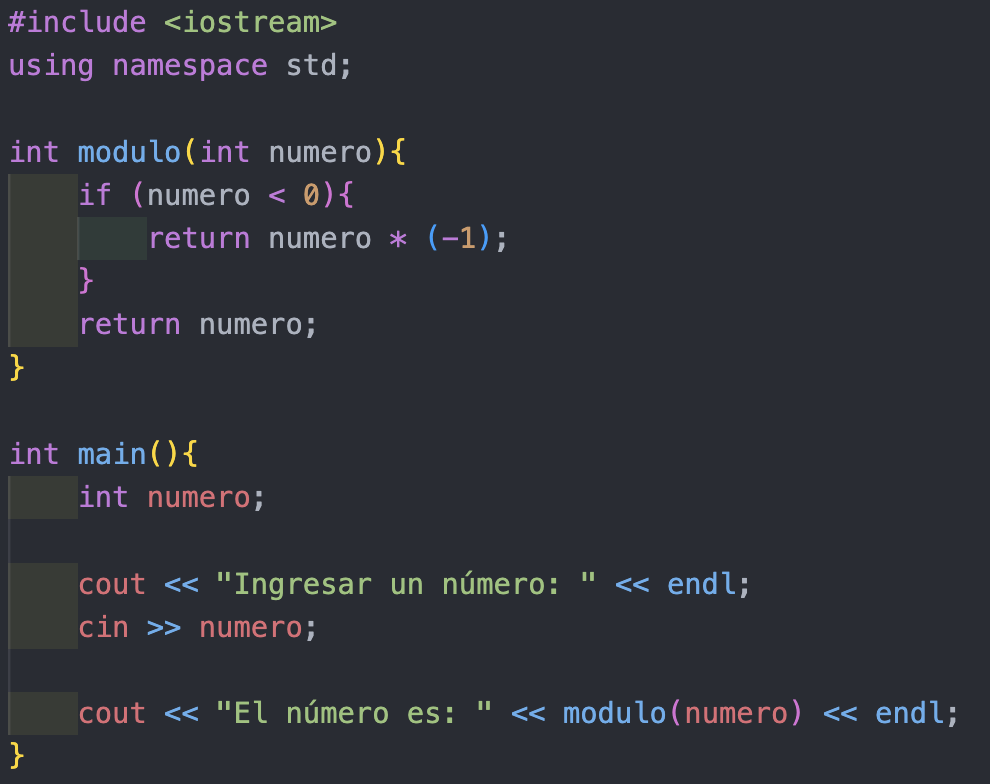 #include <iostream>
using namespace std;

int modulo(int numero){
    if (numero < 0){
        return numero * (-1);
    }
    return numero;
}

int main(){
    int numero;

    cout << "Ingresar un número: " << endl;
    cin >> numero;

    cout << "El número es: " << modulo(numero) << endl;
}